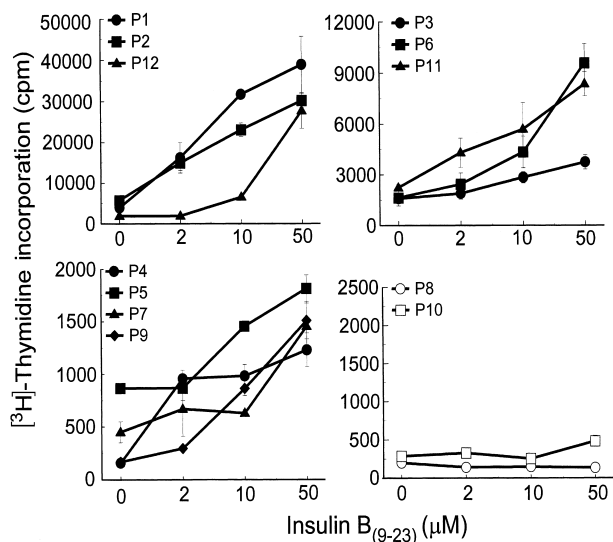 [³H]-Thymidine incorporation (cpm)
50000
40000
30000
20000
10000
0
P1
P2
P12
0 2 10 50
12000
9000
6000
3000
0
P3
P6
P11
0 2 10 50
2000
1500
1000
500
0
P4
P5
P7
P9
0 2 10 50
2500
2000
1500
1000
500
0
P8
P10
0 2 10 50
Insulin B(9-23) (μM)